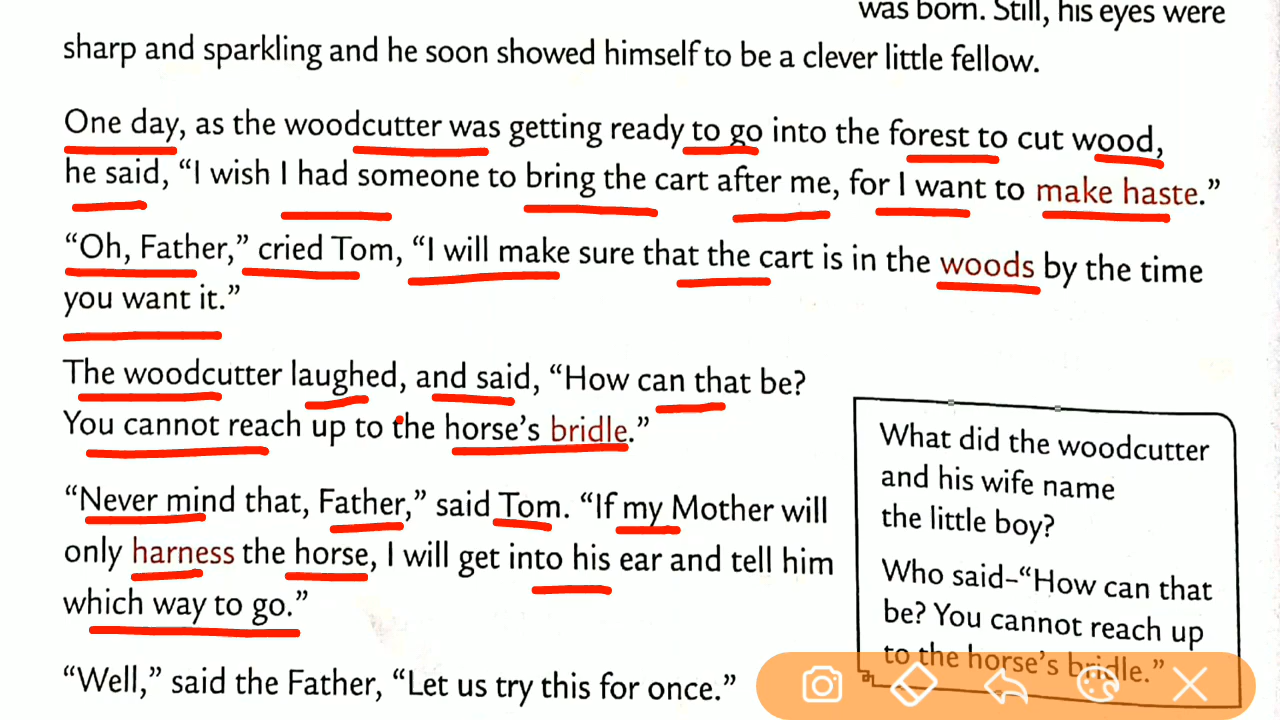 was born. Still, his eyes were
sharp and sparkling and he soon showed himself to be a clever little fellow.
One day, as the woodcutter was getting ready to go into the forest to cut wood,
he said, “I wish I had someone to bring the cart after me, for I want to make haste.”
“Oh, Father,” cried Tom, “I will make sure that the cart is in the woods by the time
you want it.”
The woodcutter laughed, and said, “How can that be?
You cannot reach up to the horse’s bridle.”
“Never mind that, Father,” said Tom. “If my Mother will
only harness the horse, I will get into his ear and tell him
which way to go.”
“Well,” said the Father, “Let us try this for once.”
What did the woodcutter
and his wife name
the little boy?
Who said–“How can that
be? You cannot reach up
to the horse’s bridle.”